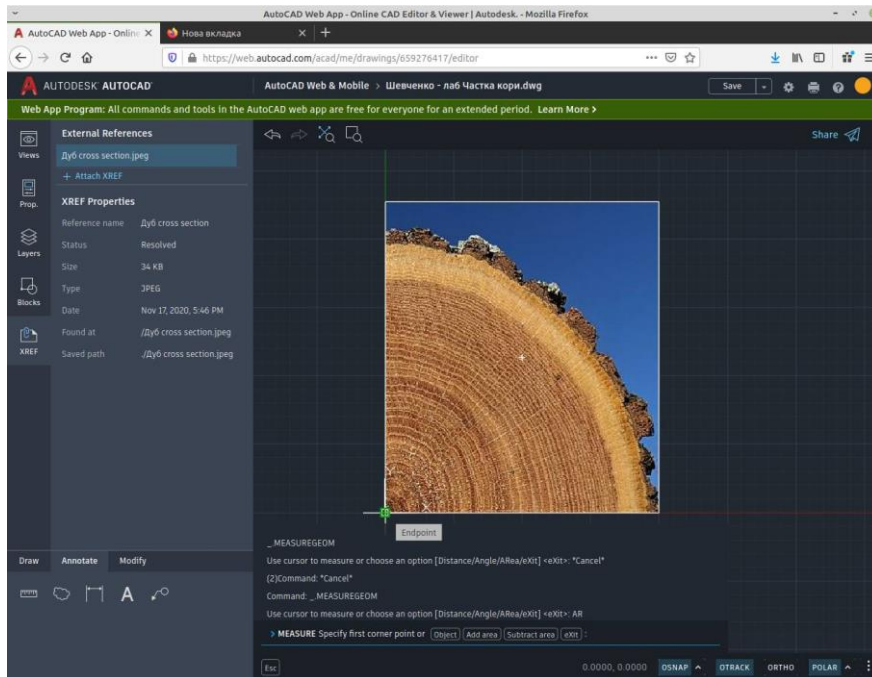 AutoCAD Web App - Online CAD Editor & Viewer | Autodesk. - Mozilla Firefox
AutoCAD Web App - Online
Нова вкладка
https://web.autocad.com/acad/me/drawings/659276417/editor
AUTODESK AUTOCAD
AutoCAD Web & Mobile > Шевченко - лаб Частка кори.dwg
Save
Web App Program: All commands and tools in the AutoCAD web app are free for everyone for an extended period. Learn More >
Views
Prop.
Layers
Blocks
XREF
External References
Дуб cross section.jpeg
+ Attach XREF
XREF Properties
Reference name Дуб cross section
Status Resolved
Size 34 KB
Type JPEG
Date Nov 17, 2020, 5:46 PM
Found at /Дуб cross section.jpeg
Saved path ./Дуб cross section.jpeg
Share
Endpoint
Draw Annotate Modify
A
_.MEASUREGEOM
Use cursor to measure or choose an option [Distance/Angle/ARea/eXit] <eXit>: *Cancel*
(2)Command: *Cancel*
Command: _.MEASUREGEOM
Use cursor to measure or choose an option [Distance/Angle/ARea/eXit] <eXit>: AR
> MEASURE Specify first corner point or Object Add area Subtract area eXit :
Esc
0.0000, 0.0000 OSNAP OTRACK ORTHO POLAR